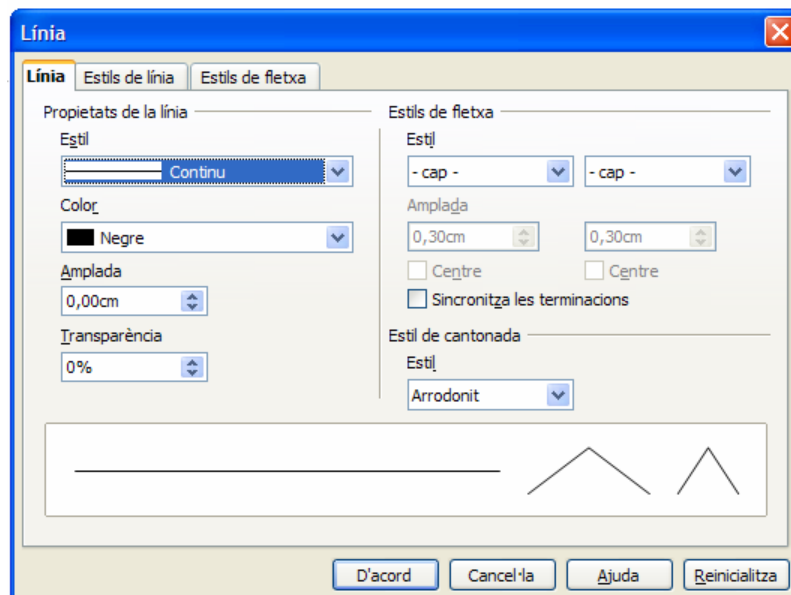 Línia
Línia Estils de línia Estils de fletxa
Propietats de la línia
Estil
Continu
Color
Negre
Amplada
0,00cm
Transparència
0%
Estils de fletxa
Estil
- cap - - cap -
Amplada
0,30cm 0,30cm
Centre Centre
Sincronitza les terminacions
Estil de cantonada
Estil
Arrodonit
D'acord Cancel·la Ajuda Reinicialitza